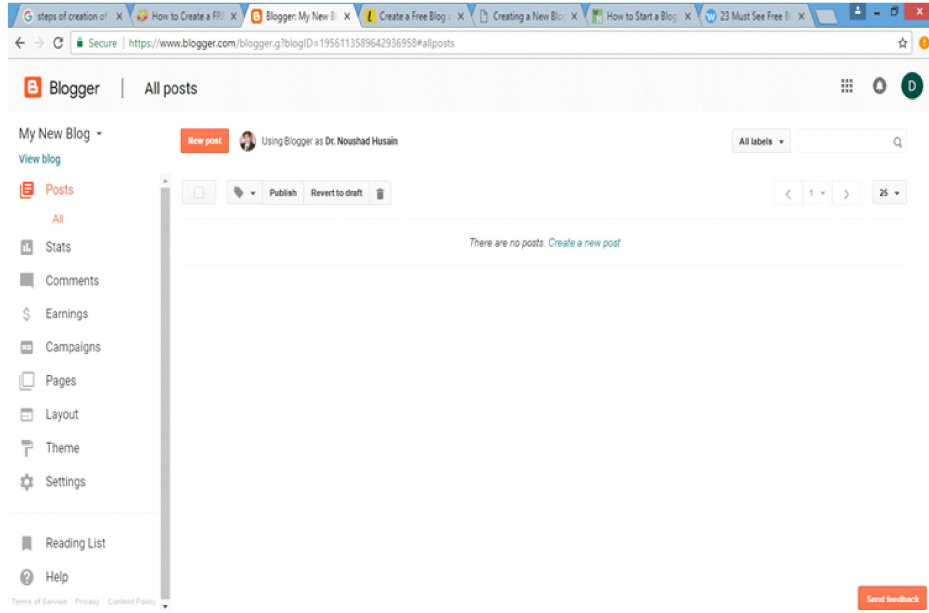 steps of creation of
How to Create a FRE
Blogger: My New B
Create a Free Blog
Creating a New Blo
How to Start a Blog
23 Must See Free B
Secure https://www.blogger.com/blogger.g?blogID=1956113589642936958#allposts
Blogger All posts
D
My New Blog
View blog
New post Using Blogger as Dr. Noushad Husain All labels
Posts
Publish Revert to draft 1 25
All
There are no posts. Create a new post
Stats
Comments
Earnings
Campaigns
Pages
Layout
Theme
Settings
Reading List
Help
Terms of Service Privacy Content Policy
Send feedback